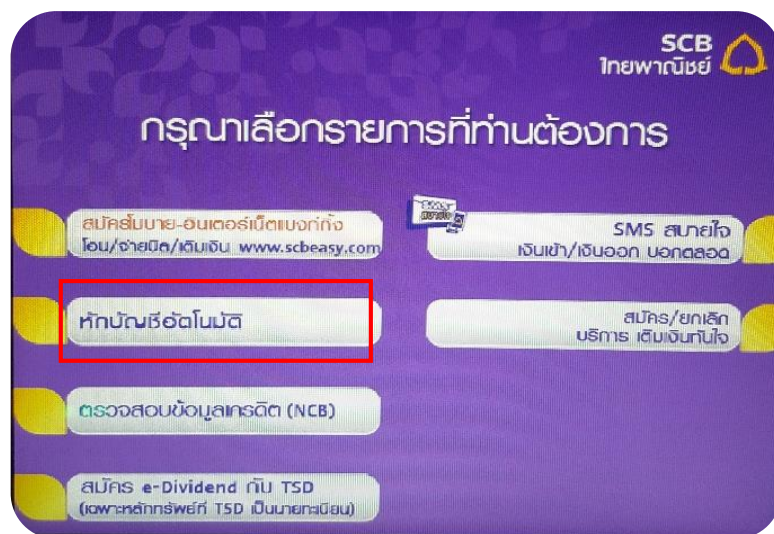 SCB
ไทยพาณิชย์
กรุณาเลือกรายการที่ท่านต้องการ
สมัครโมบาย-อินเตอร์เน็ตแบงก์กิ้ง
โอน/จ่ายบิล/เติมเงิน www.scbeasy.com
SMS สบายใจ
เงินเข้า/เงินออก บอกตลอด
หักบัญชีอัตโนมัติ
สมัคร/ยกเลิก
บริการ เติมเงินทันใจ
ตรวจสอบข้อมูลเครดิต (NCB)
สมัคร e-Dividend กับ TSD
(เฉพาะหลักทรัพย์ที่ TSD เป็นนายทะเบียน)